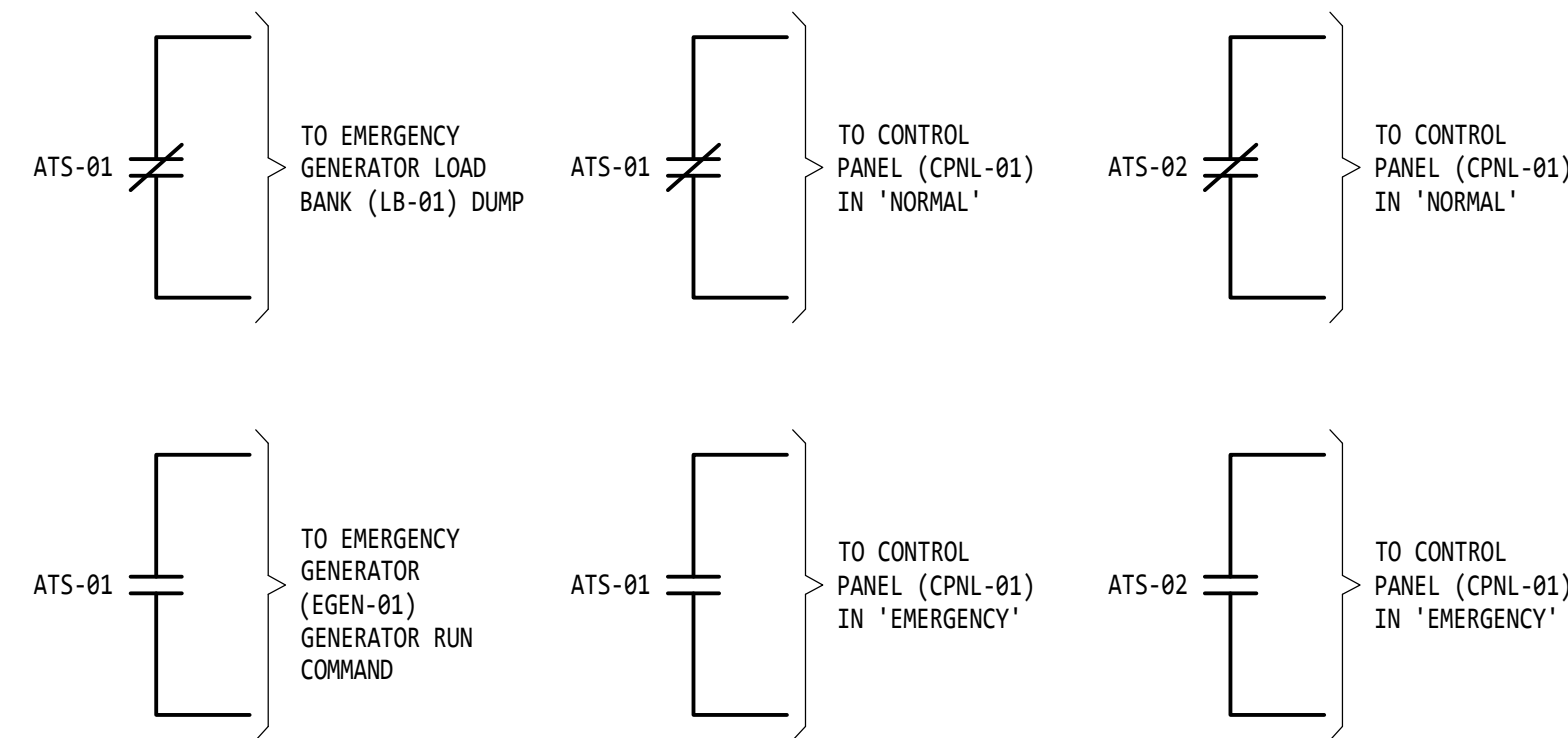 ATS-01
TO EMERGENCY
GENERATOR LOAD
BANK (LB-01) DUMP
ATS-01
TO CONTROL
PANEL (CPNL-01)
IN 'NORMAL'
ATS-02
TO CONTROL
PANEL (CPNL-01)
IN 'NORMAL'
ATS-01
TO EMERGENCY
GENERATOR
(EGEN-01)
GENERATOR RUN
COMMAND
ATS-01
TO CONTROL
PANEL (CPNL-01)
IN 'EMERGENCY'
ATS-02
TO CONTROL
PANEL (CPNL-01)
IN 'EMERGENCY'